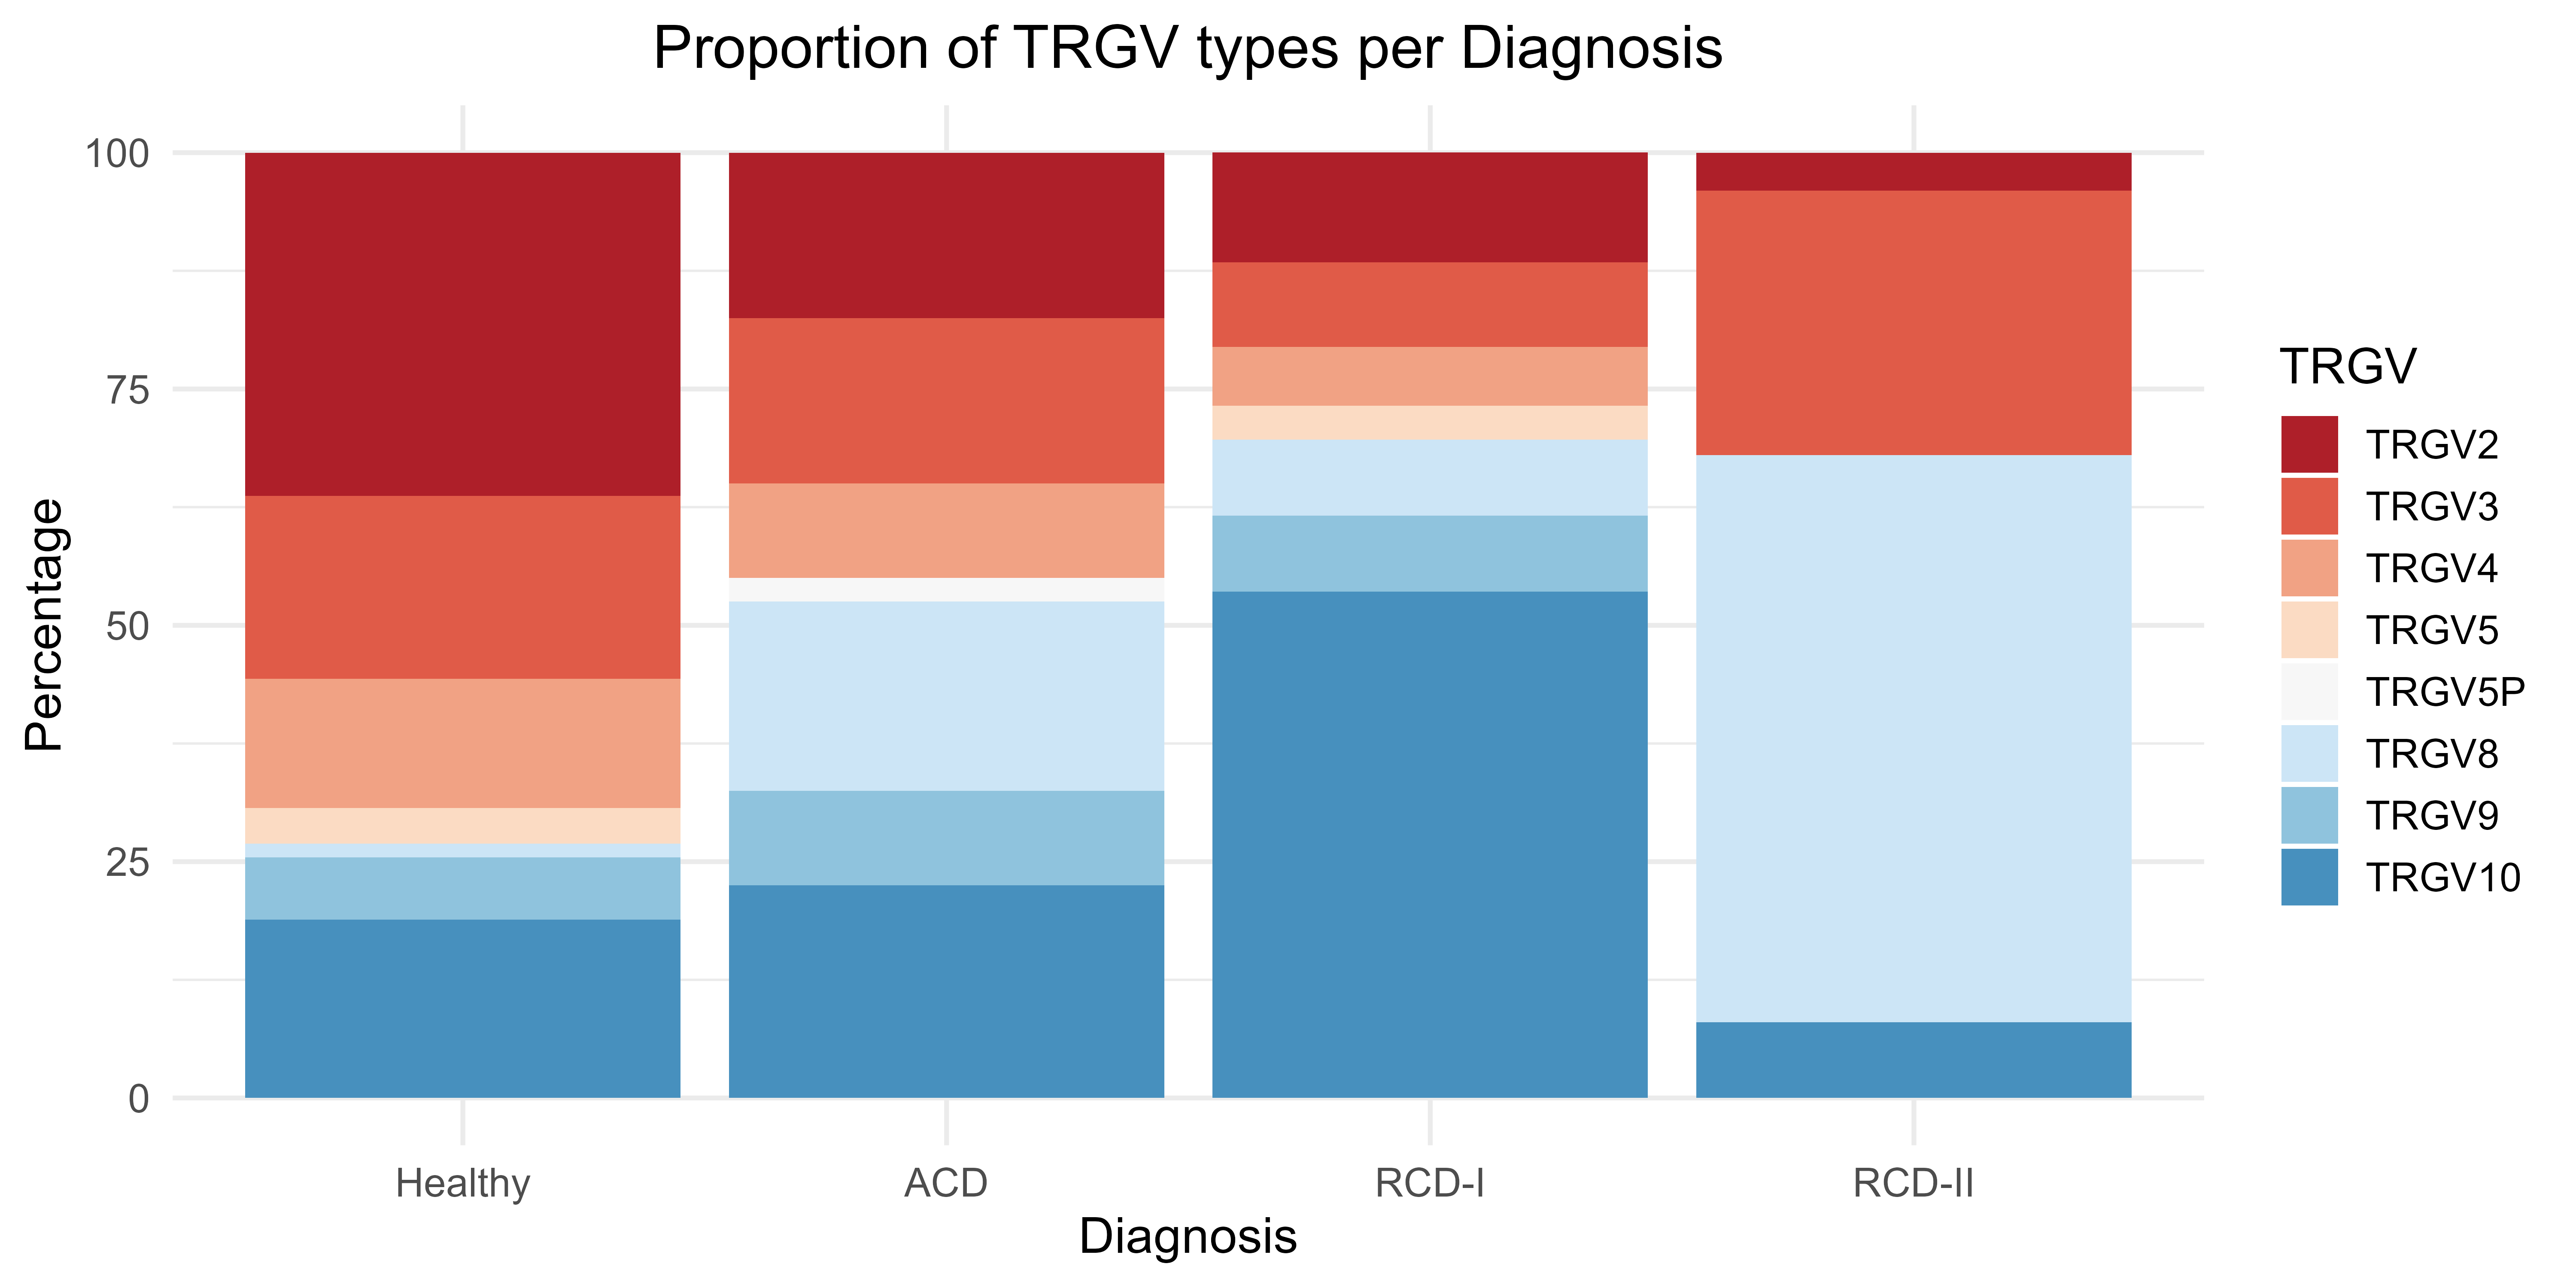 Proportion of TRGV types per Diagnosis
Percentage
100
75
50
25
0
Healthy
ACD
RCD-I
RCD-II
Diagnosis
TRGV
TRGV2
TRGV3
TRGV4
TRGV5
TRGV5P
TRGV8
TRGV9
TRGV10